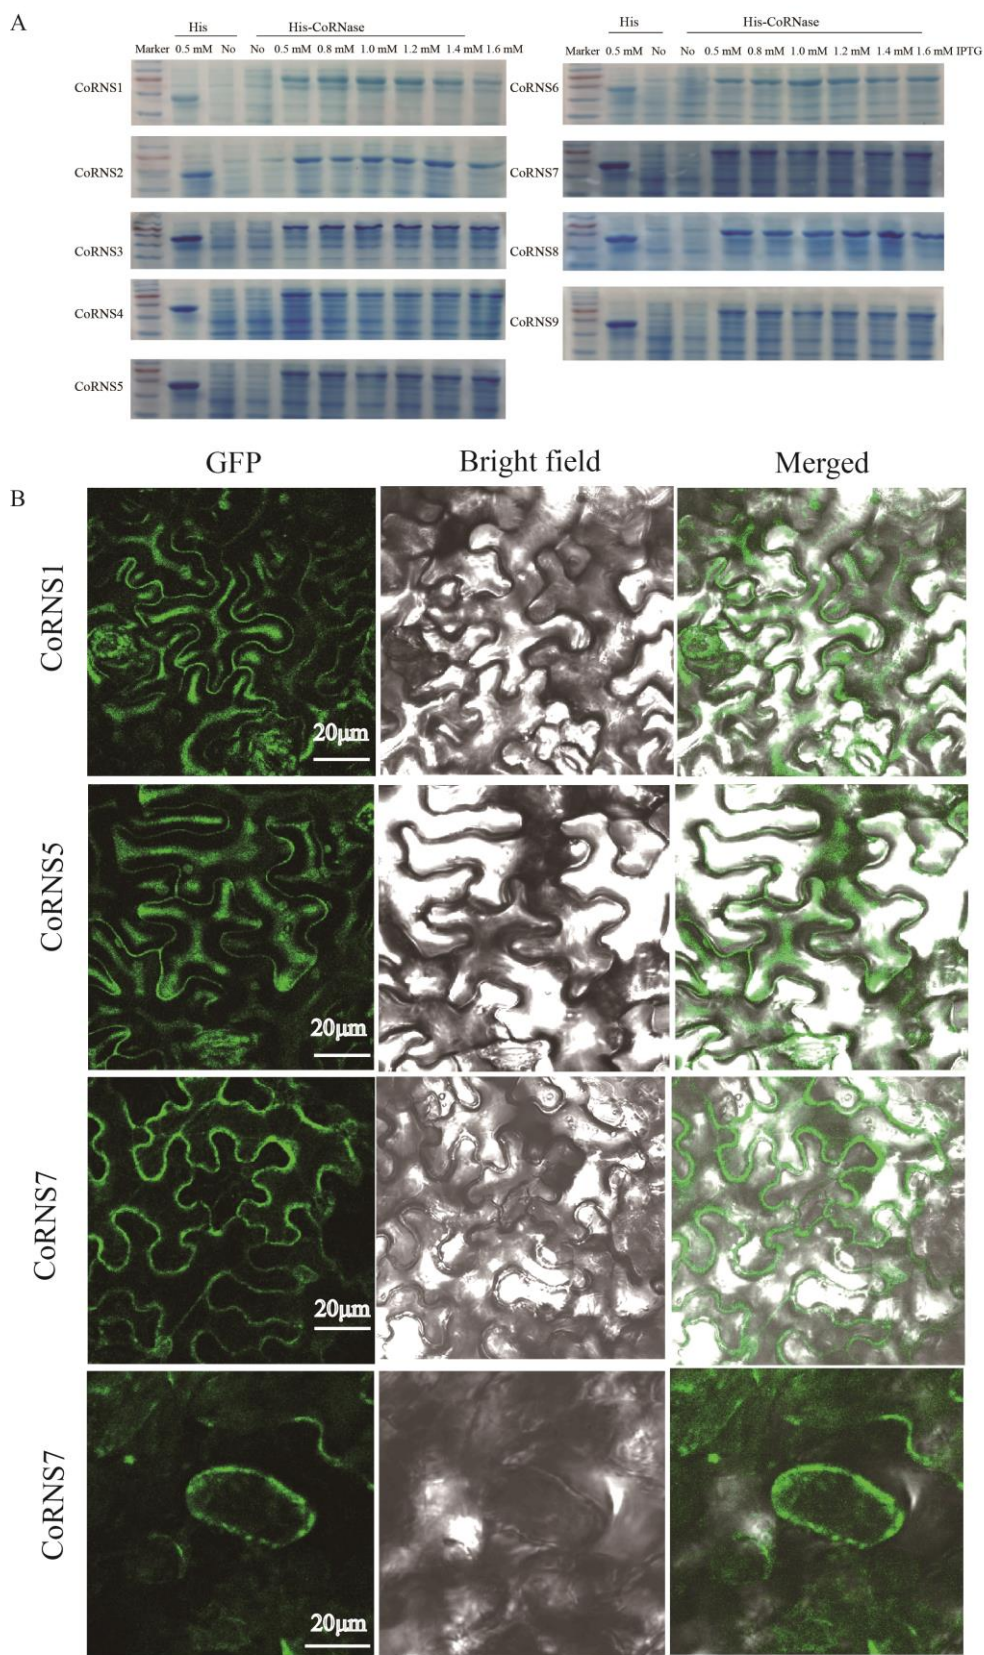 A
His His-CoRNase
Marker 0.5 mM No No 0.5 mM 0.8 mM 1.0 mM 1.2 mM 1.4 mM 1.6 mM
CoRNS1
CoRNS2
CoRNS3
CoRNS4
CoRNS5
His His-CoRNase
Marker 0.5 mM No No 0.5 mM 0.8 mM 1.0 mM 1.2 mM 1.4 mM 1.6 mM IPTG
CoRNS6
CoRNS7
CoRNS8
CoRNS9
B
GFP Bright field Merged
CoRNS1
20μm
CoRNS5
20μm
CoRNS7
20μm
CoRNS7
20μm